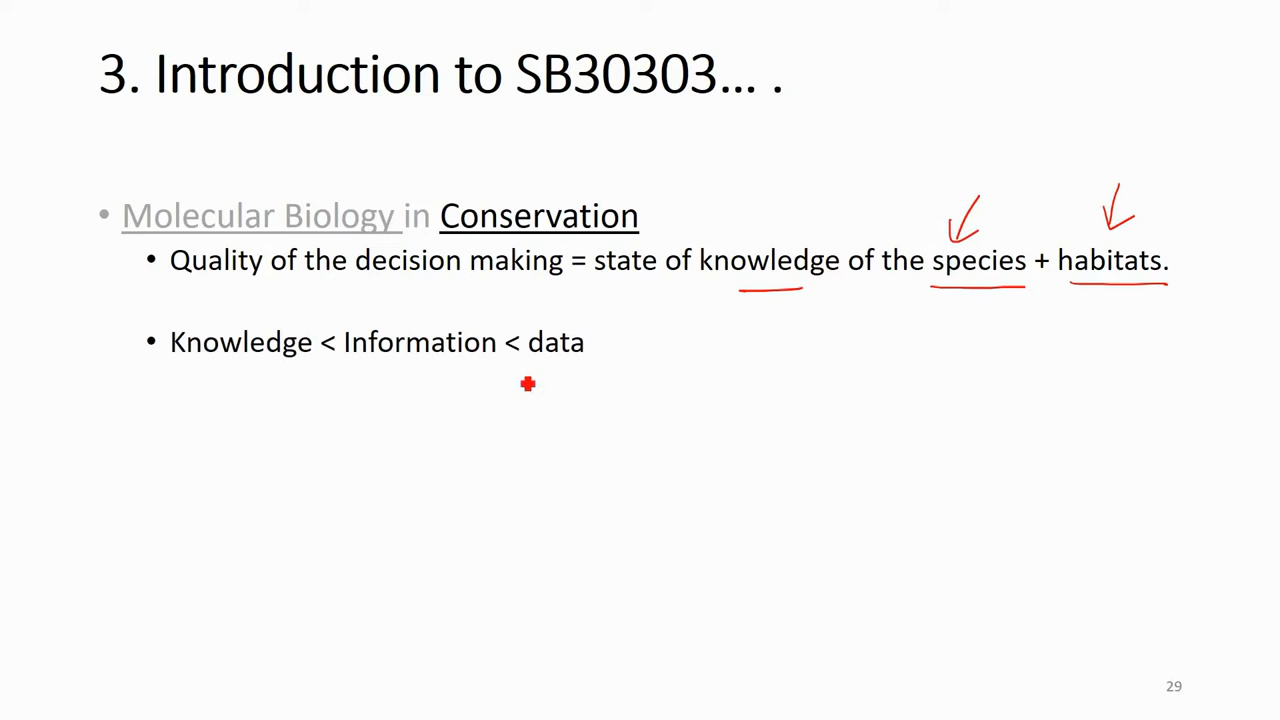 3. Introduction to SB30303... .
• Molecular Biology in Conservation
• Quality of the decision making = state of knowledge of the species + habitats.
• Knowledge < Information < data
29